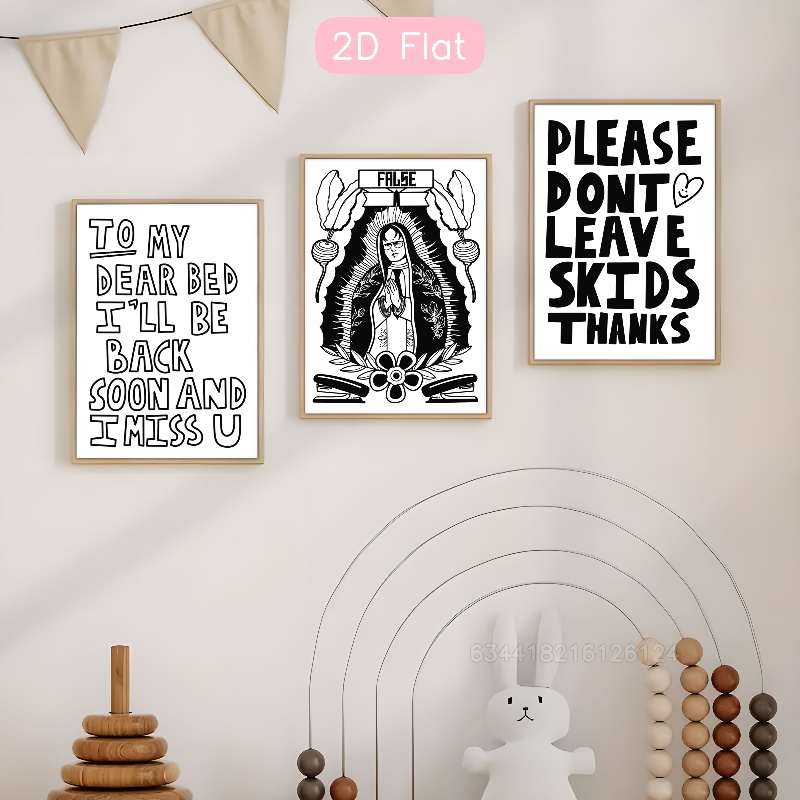 2D Flat
TO MY
DEAR BED
I'LL BE
BACK
SOON AND
I MISS U
FALSE
PLEASE
DONT
LEAVE
SKIDS
THANKS
634418216126124